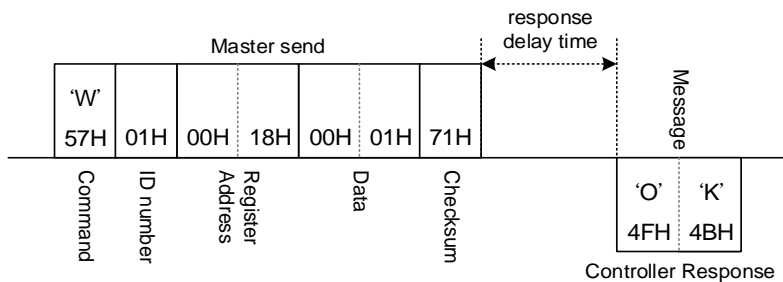 response
delay time
Master send
Message
'W'
57H 01H 00H 18H 00H 01H 71H
Command
ID number
Register
Address
Data
Checksum
'O' 'K'
4FH 4BH
Controller Response